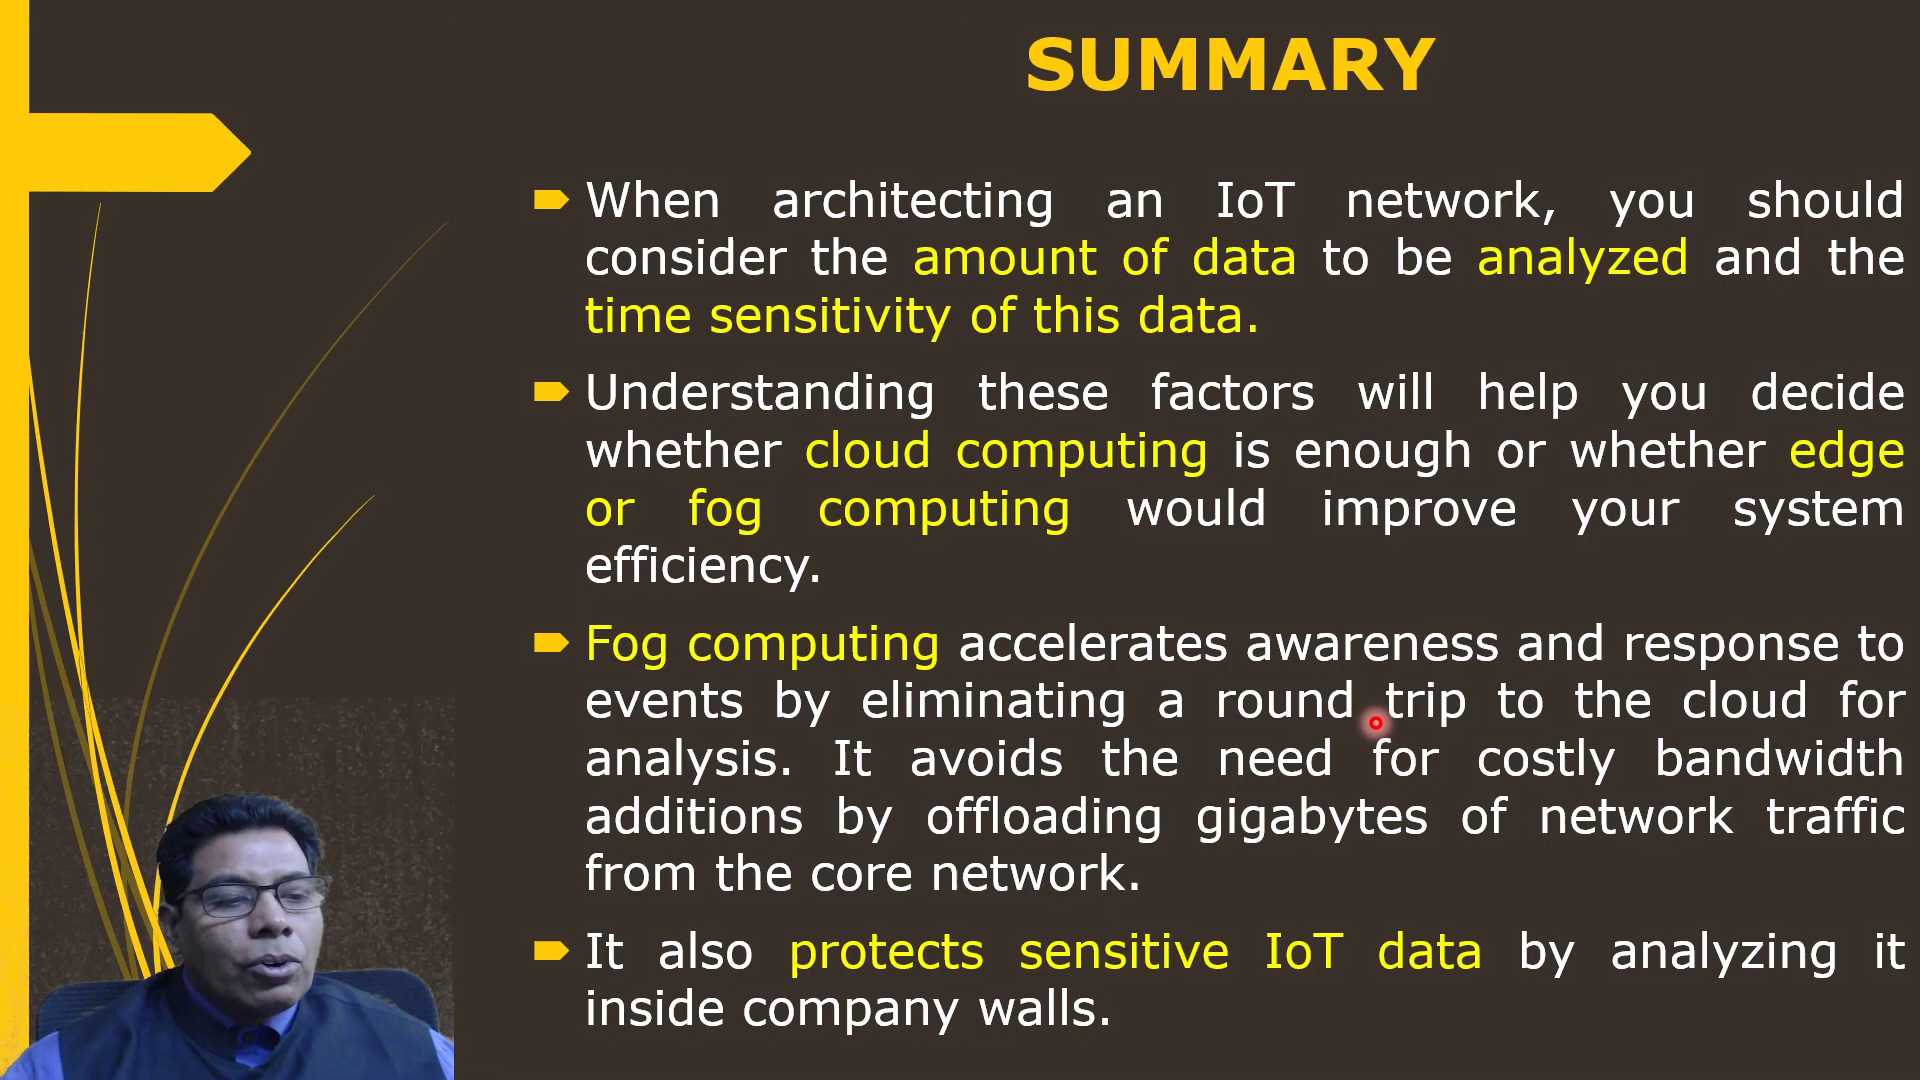 SUMMARY
When architecting an IoT network, you should
consider the amount of data to be analyzed and the
time sensitivity of this data.
Understanding these factors will help you decide
whether cloud computing is enough or whether edge
or fog computing would improve your system
efficiency.
Fog computing accelerates awareness and response to
events by eliminating a round trip to the cloud for
analysis. It avoids the need for costly bandwidth
additions by offloading gigabytes of network traffic
from the core network.
It also protects sensitive IoT data by analyzing it
inside company walls.